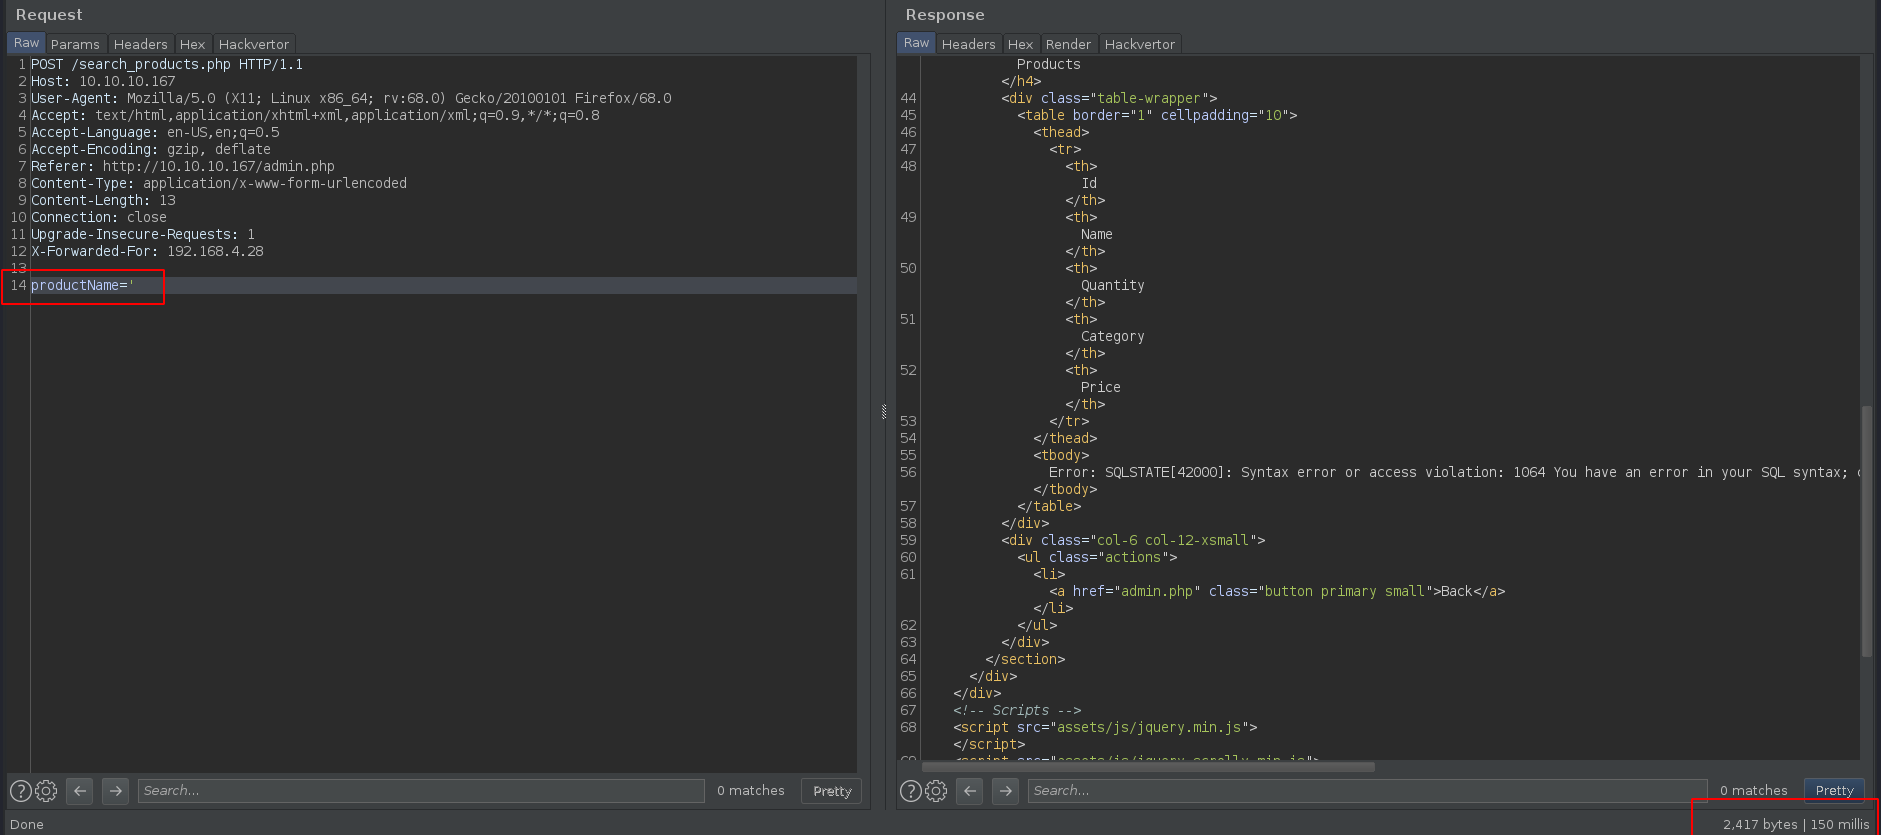 Request
Raw Params Headers Hex Hackvertor
1 POST /search_products.php HTTP/1.1
2 Host: 10.10.10.167
3 User-Agent: Mozilla/5.0 (X11; Linux x86_64; rv:68.0) Gecko/20100101 Firefox/68.0
4 Accept: text/html,application/xhtml+xml,application/xml;q=0.9,*/*;q=0.8
5 Accept-Language: en-US,en;q=0.5
6 Accept-Encoding: gzip, deflate
7 Referer: http://10.10.10.167/admin.php
8 Content-Type: application/x-www-form-urlencoded
9 Content-Length: 13
10 Connection: close
11 Upgrade-Insecure-Requests: 1
12 X-Forwarded-For: 192.168.4.28
13
14 productName='
Search...
0 matches
Pretty
Done
Response
Raw Headers Hex Render Hackvertor
Products
</h4>
44 <div class="table-wrapper">
45 <table border="1" cellpadding="10">
46 <thead>
47 <tr>
48 <th>
Id
</th>
49 <th>
Name
</th>
50 <th>
Quantity
</th>
51 <th>
Category
</th>
52 <th>
Price
</th>
53 </tr>
54 </thead>
55 <tbody>
56 Error: SQLSTATE[42000]: Syntax error or access violation: 1064 You have an error in your SQL syntax;
</tbody>
57 </table>
58 </div>
59 <div class="col-6 col-12-xsmall">
60 <ul class="actions">
61 <li>
<a href="admin.php" class="button primary small">Back</a>
</li>
62 </ul>
63 </div>
64 </section>
65 </div>
66 </div>
67 <!-- Scripts -->
68 <script src="assets/js/jquery.min.js">
</script>
69 <script src="assets/js/jquery.scrolly.min.js">
Search...
0 matches
Pretty
2,417 bytes | 150 millis